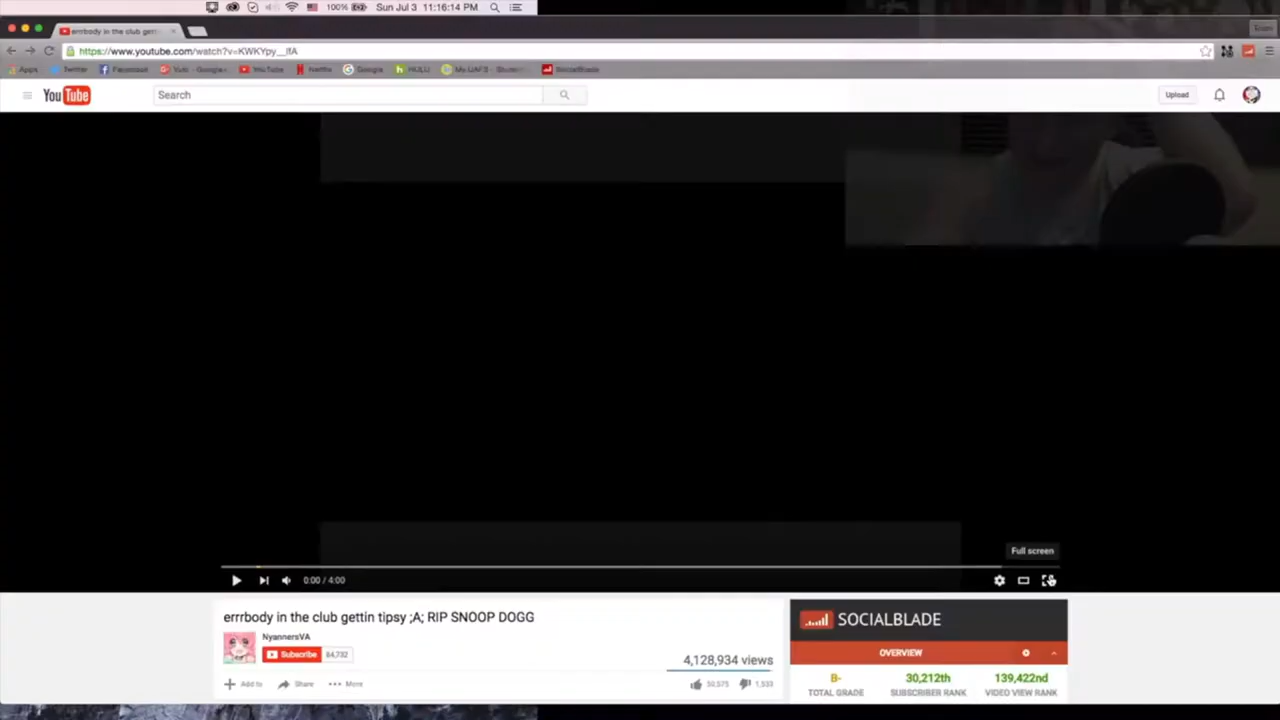 100% Sun Jul 3 11:16:14 PM
errrbody in the club gett
https://www.youtube.com/watch?v=KWKYpy__lfA
Apps Twitter Facebook YouTube Netflix Google HULU SocialBlade
YouTube Search Upload
Full screen
0:00 / 4:00
errrbody in the club gettin tipsy ;A; RIP SNOOP DOGG
NyannersVA
Subscribe 84,732
4,128,934 views
Add to Share More 1,533
SOCIALBLADE
OVERVIEW
B- 30,212th 139,422nd
TOTAL GRADE SUBSCRIBER RANK VIDEO VIEW RANK